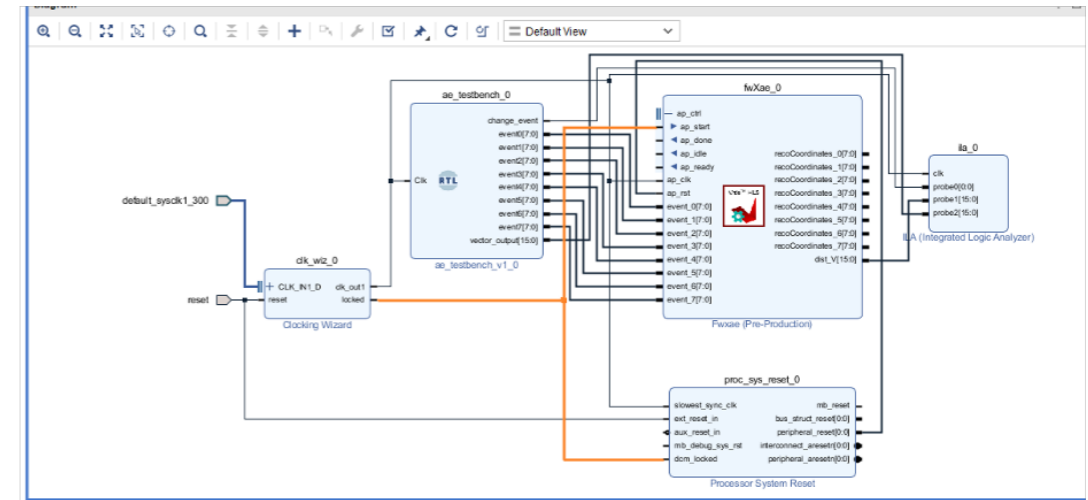 Diagram
Default View
ae_testbench_0
change_event
event0[7:0]
event1[7:0]
event2[7:0]
event3[7:0]
event4[7:0]
event5[7:0]
event6[7:0]
event7[7:0]
vector_output[15:0]
Clk
RTL
ae_testbench_v1_0
default_sysclk1_300
reset
clk_wiz_0
CLK_IN1_D
reset
clk_out1
locked
Clocking Wizard
fwXae_0
ap_ctrl
ap_start
ap_done
ap_idle
ap_ready
ap_clk
ap_rst
event_0[7:0]
event_1[7:0]
event_2[7:0]
event_3[7:0]
event_4[7:0]
event_5[7:0]
event_6[7:0]
event_7[7:0]
recoCoordinates_0[7:0]
recoCoordinates_1[7:0]
recoCoordinates_2[7:0]
recoCoordinates_3[7:0]
recoCoordinates_4[7:0]
recoCoordinates_5[7:0]
recoCoordinates_6[7:0]
recoCoordinates_7[7:0]
dist_V[15:0]
Fwxae (Pre-Production)
ila_0
clk
probe0[0:0]
probe1[15:0]
probe2[15:0]
ILA (Integrated Logic Analyzer)
proc_sys_reset_0
slowest_sync_clk
ext_reset_in
aux_reset_in
mb_debug_sys_rst
dcm_locked
mb_reset
bus_struct_reset[0:0]
peripheral_reset[0:0]
interconnect_aresetn[0:0]
peripheral_aresetn[0:0]
Processor System Reset